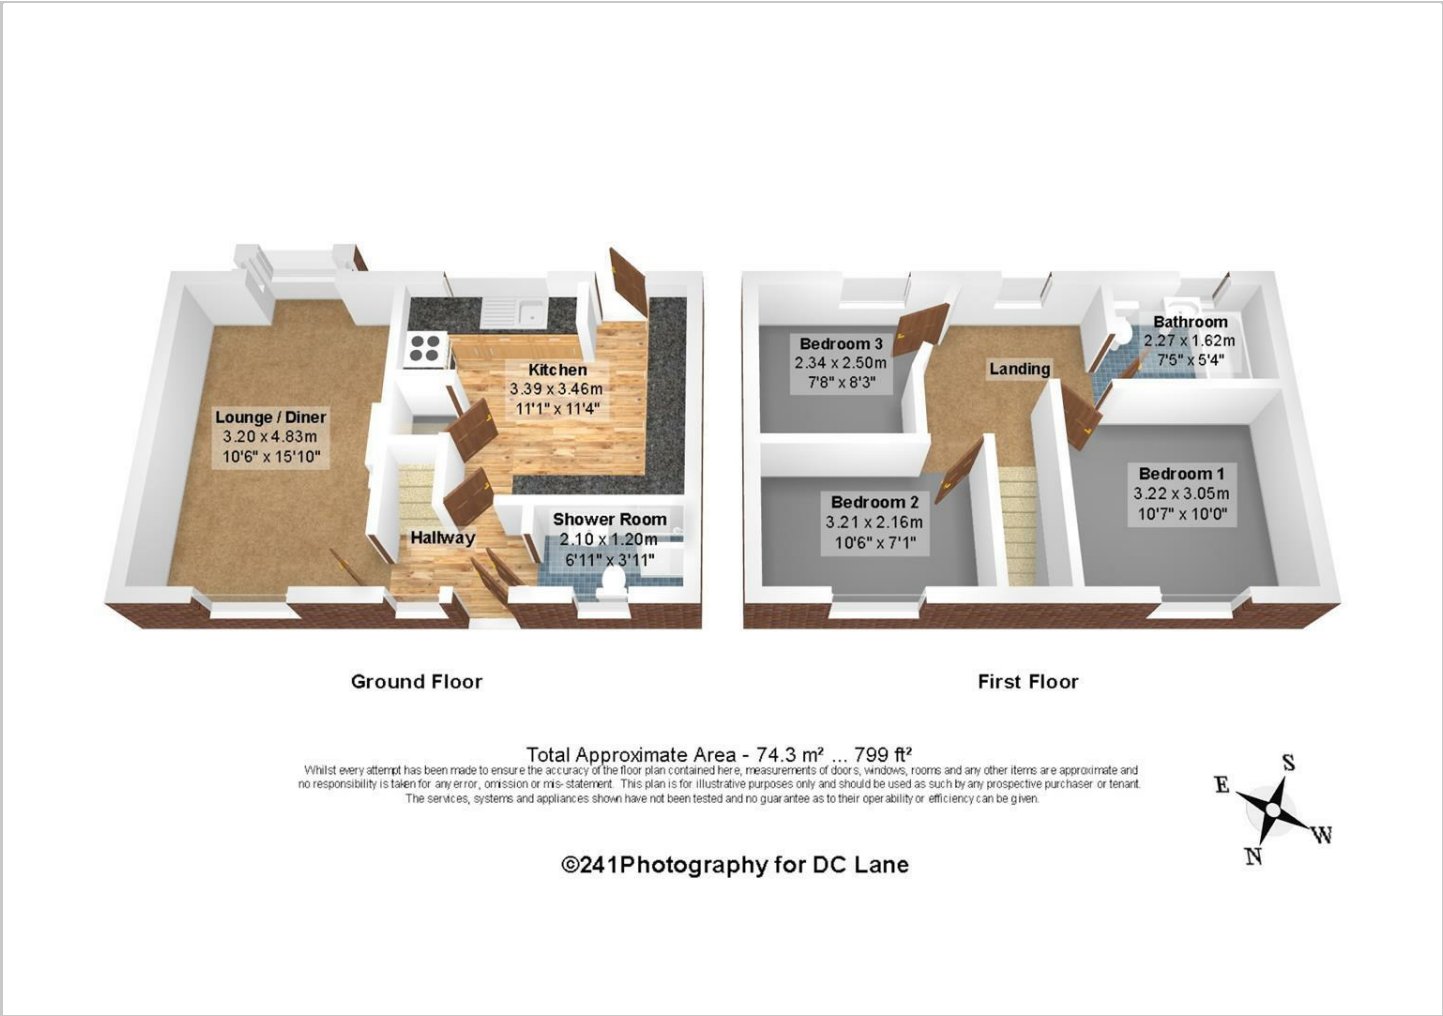 Lounge / Diner
3.20 x 4.83m
10'6" x 15'10"
Kitchen
3.39 x 3.46m
11'1" x 11'4"
Hallway
Shower Room
2.10 x 1.20m
6'11" x 3'11"
Bedroom 3
2.34 x 2.50m
7'8" x 8'3"
Landing
Bathroom
2.27 x 1.62m
7'5" x 5'4"
Bedroom 2
3.21 x 2.16m
10'6" x 7'1"
Bedroom 1
3.22 x 3.05m
10'7" x 10'0"
Ground Floor
First Floor
Total Approximate Area - 74.3 m² ... 799 ft²
Whilst every attempt has been made to ensure the accuracy of the floor plan contained here, measurements of doors, windows, rooms and any other items are approximate and
no responsibility is taken for any error, omission or mis-statement. This plan is for illustrative purposes only and should be used as such by any prospective purchaser or tenant.
The services, systems and appliances shown have not been tested and no guarantee as to their operability or efficiency can be given.
S
E
W
N
©241Photography for DC Lane